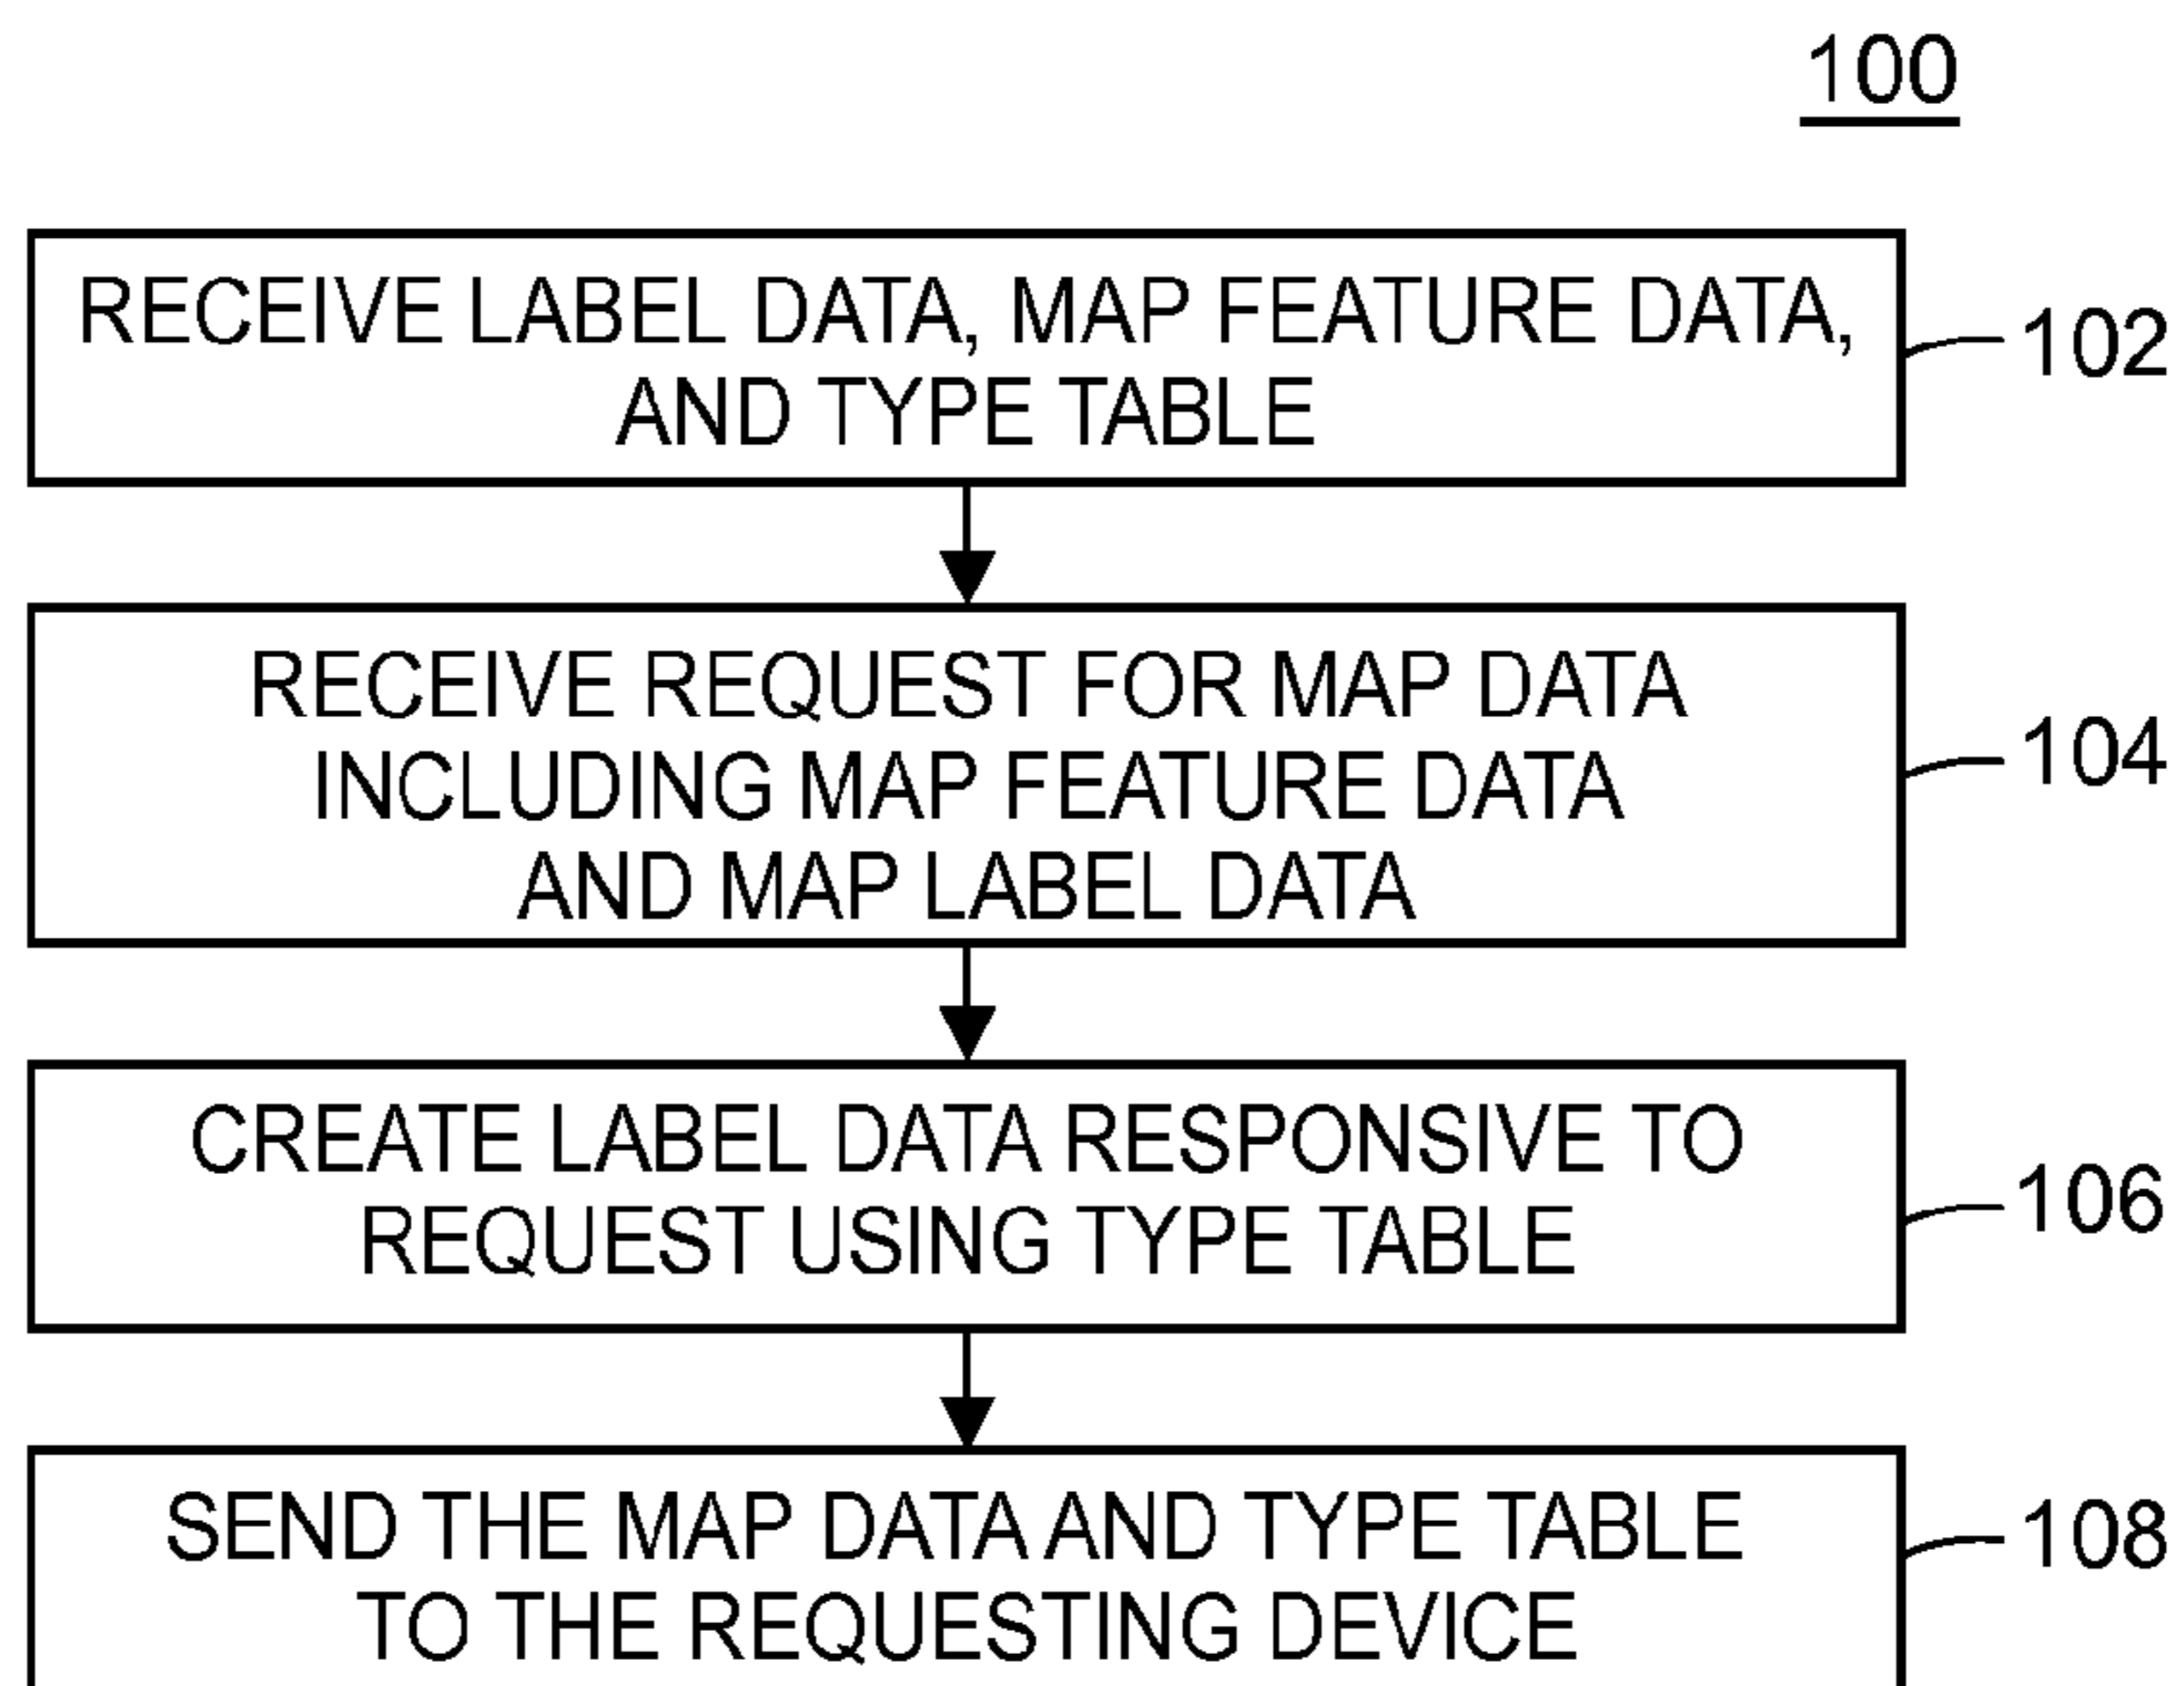 100
RECEIVE LABEL DATA, MAP FEATURE DATA,
AND TYPE TABLE
102
RECEIVE REQUEST FOR MAP DATA
INCLUDING MAP FEATURE DATA
AND MAP LABEL DATA
104
CREATE LABEL DATA RESPONSIVE TO
REQUEST USING TYPE TABLE
106
SEND THE MAP DATA AND TYPE TABLE
TO THE REQUESTING DEVICE
108